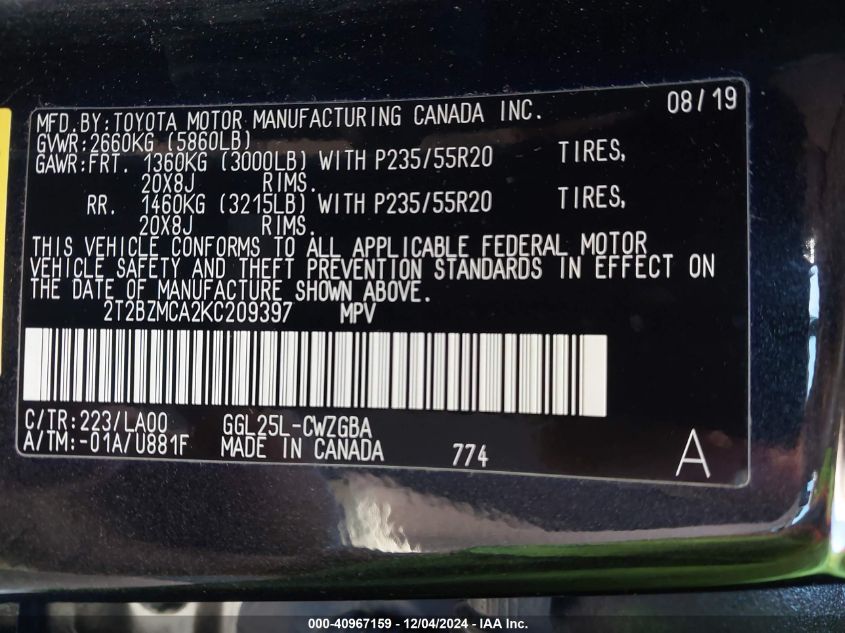 MFD.BY:TOYOTA MOTOR MANUFACTURING CANADA INC. 08/19
GVWR:2660KG (5860LB)
GAWR:FRT. 1360KG (3000LB) WITH P235/55R20 TIRES,
20X8J RIMS.
RR. 1460KG (3215LB) WITH P235/55R20 TIRES,
20X8J RIMS.
THIS VEHICLE CONFORMS TO ALL APPLICABLE FEDERAL MOTOR
VEHICLE SAFETY AND THEFT PREVENTION STANDARDS IN EFFECT ON
THE DATE OF MANUFACTURE SHOWN ABOVE.
2T2BZMCA2KC209397 MPV
C/TR:223/LA00 GGL25L-CWZGBA
A/TM:-01A/U881F MADE IN CANADA 774 A
000-40967159 - 12/04/2024 - IAA Inc.